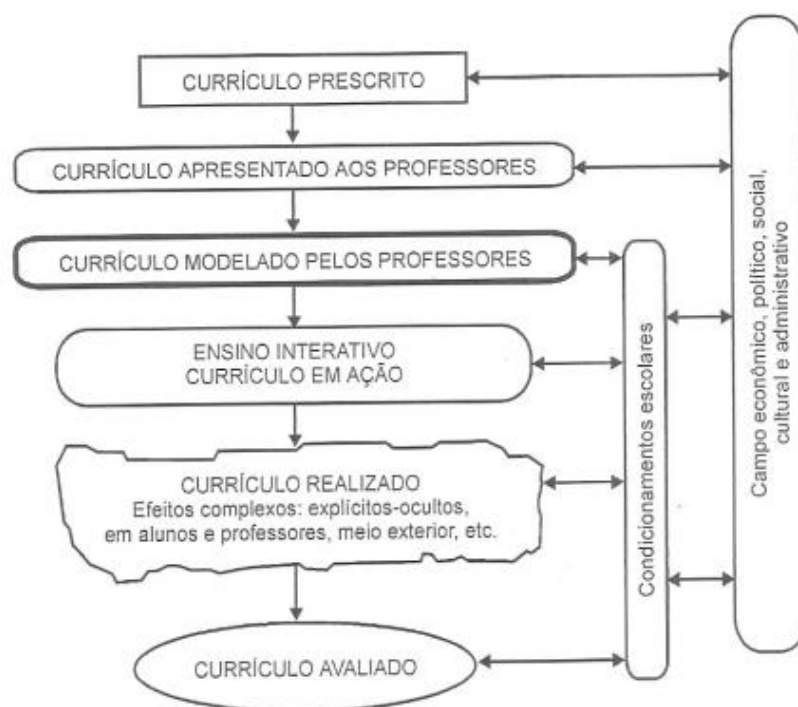 CURRÍCULO PRESCRITO
CURRÍCULO APRESENTADO AOS PROFESSORES
CURRÍCULO MODELADO PELOS PROFESSORES
ENSINO INTERATIVO
CURRÍCULO EM AÇÃO
CURRÍCULO REALIZADO
Efeitos complexos: explícitos-ocultos,
em alunos e professores, meio exterior, etc.
CURRÍCULO AVALIADO
Condicionamentos escolares
Campo econômico, político, social,
cultural e administrativo